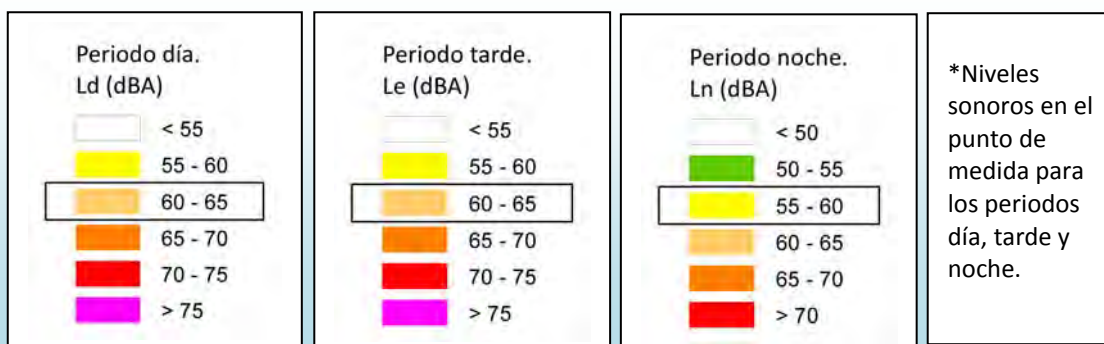 Periodo día.
Ld (dBA)
< 55
55 - 60
60 - 65
65 - 70
70 - 75
> 75
Periodo tarde.
Le (dBA)
< 55
55 - 60
60 - 65
65 - 70
70 - 75
> 75
Periodo noche.
Ln (dBA)
< 50
50 - 55
55 - 60
60 - 65
65 - 70
> 70
*Niveles
sonoros en el
punto de
medida para
los periodos
día, tarde y
noche.